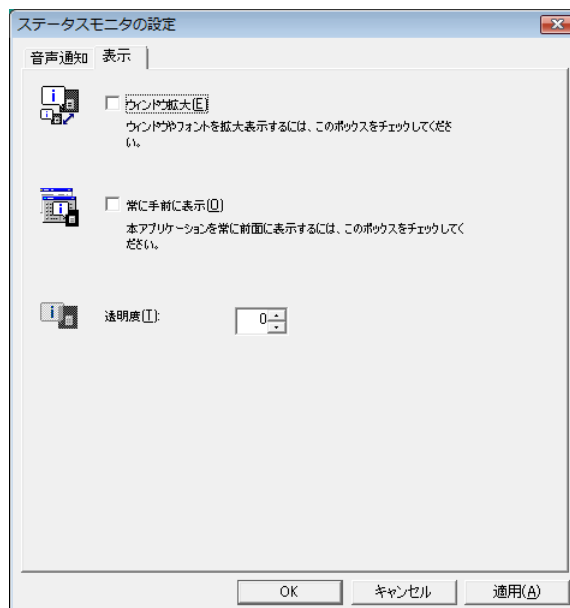 ステータスモニタの設定
音声通知 表示
ウィンドウ拡大(E)
ウィンドウやフォントを拡大表示するには、このボックスをチェックしてくださ
い。
常に手前に表示(O)
本アプリケーションを常に前面に表示するには、このボックスをチェックしてく
ださい。
透明度(T): 0
OK キャンセル 適用(A)